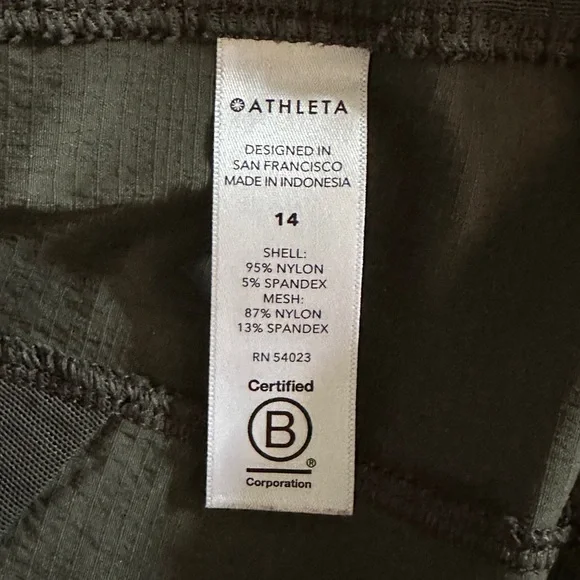 ATHLETA
DESIGNED IN
SAN FRANCISCO
MADE IN INDONESIA
14
SHELL:
95% NYLON
5% SPANDEX
MESH:
87% NYLON
13% SPANDEX
RN 54023
Certified
B
®
Corporation